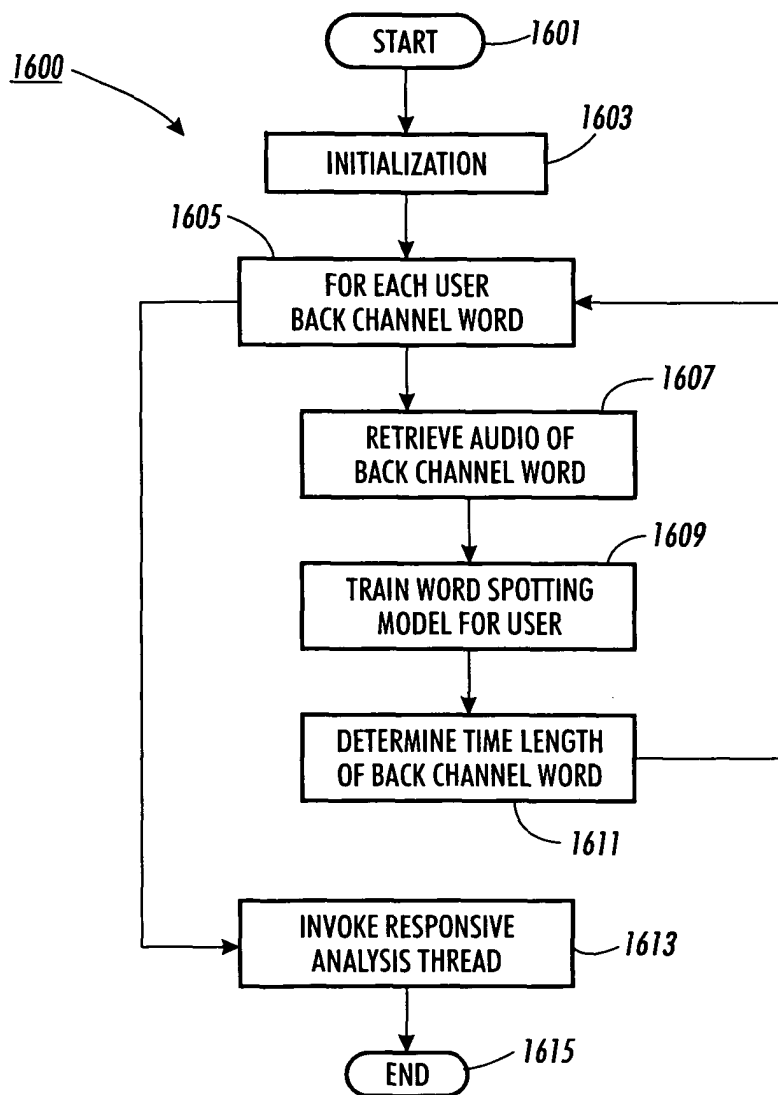 START
1601
1600
1603
INITIALIZATION
1605
FOR EACH USER
BACK CHANNEL WORD
1607
RETRIEVE AUDIO OF
BACK CHANNEL WORD
1609
TRAIN WORD SPOTTING
MODEL FOR USER
DETERMINE TIME LENGTH
OF BACK CHANNEL WORD
1611
INVOKE RESPONSIVE
ANALYSIS THREAD
1613
END
1615